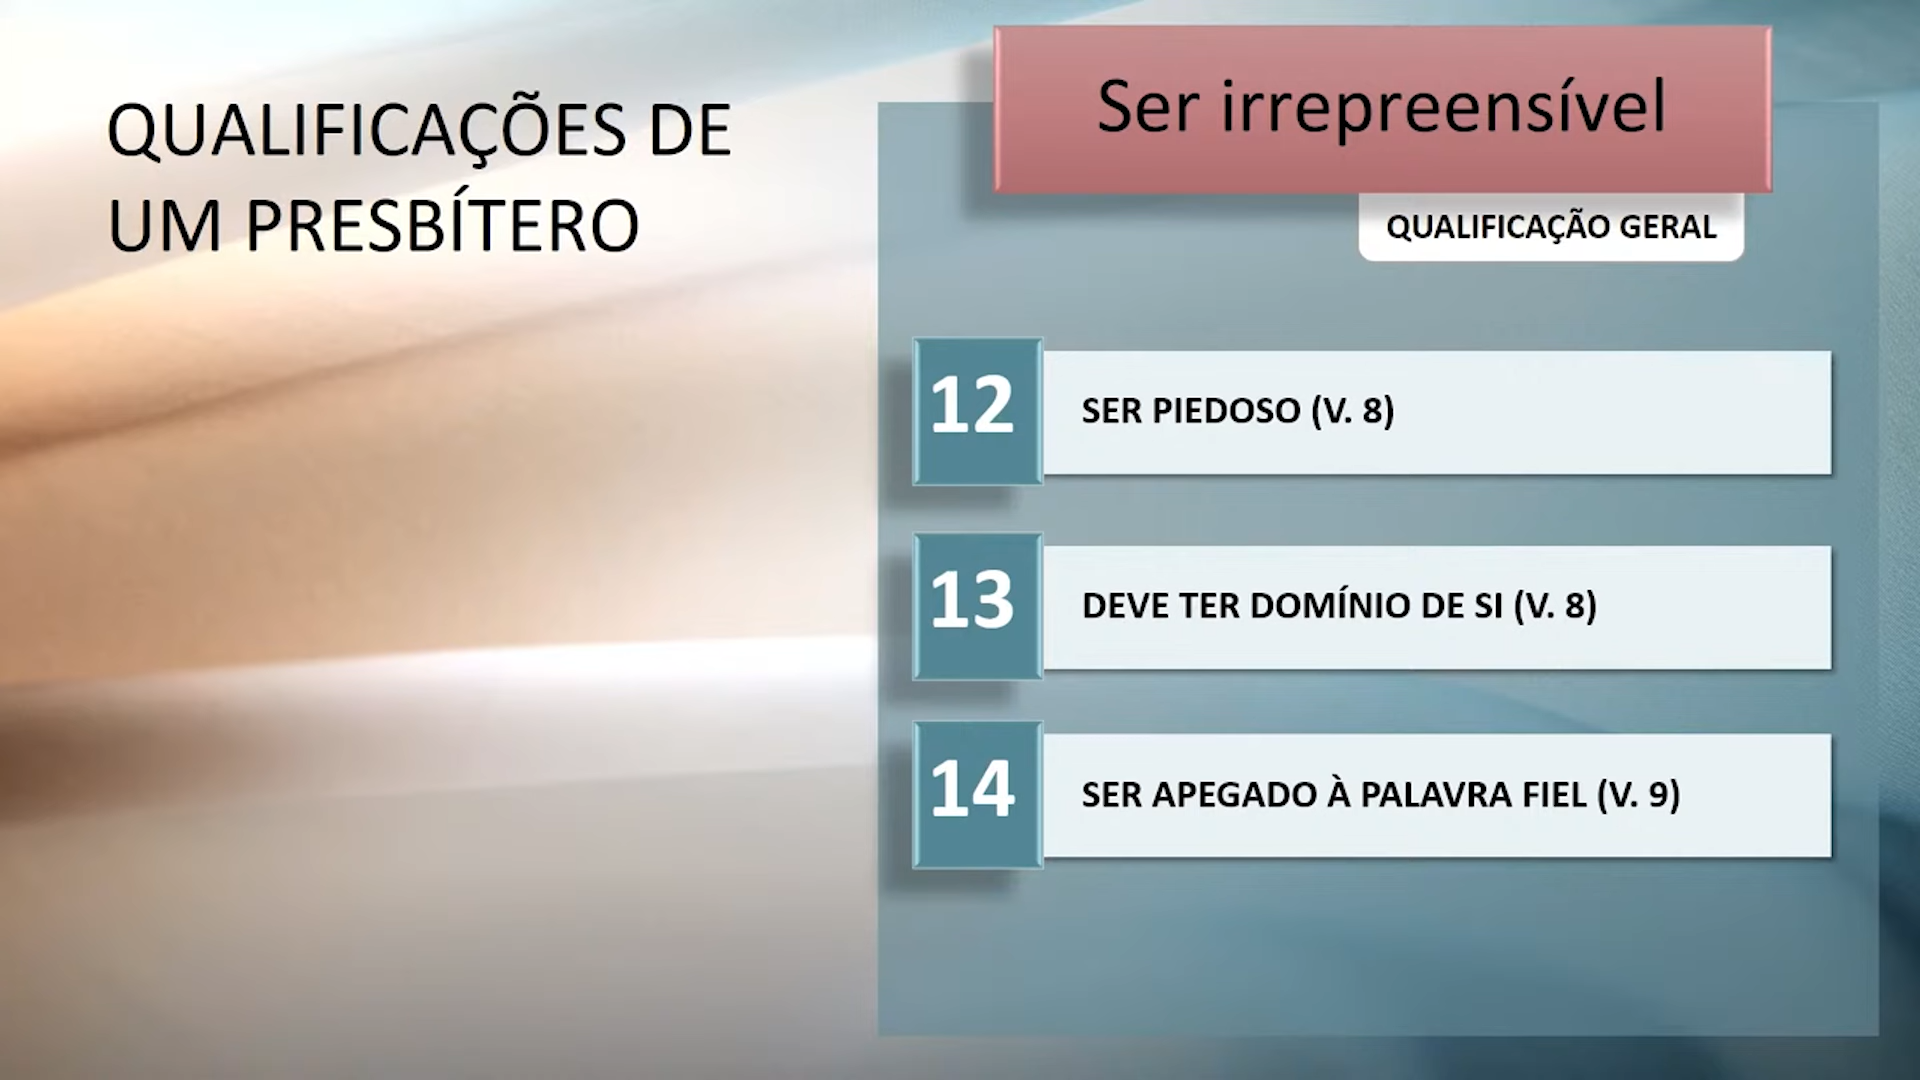 QUALIFICAÇÕES DE
UM PRESBÍTERO
Ser irrepreensível
QUALIFICAÇÃO GERAL
12
SER PIEDOSO (V. 8)
13
DEVE TER DOMÍNIO DE SI (V. 8)
14
SER APEGADO À PALAVRA FIEL (V. 9)